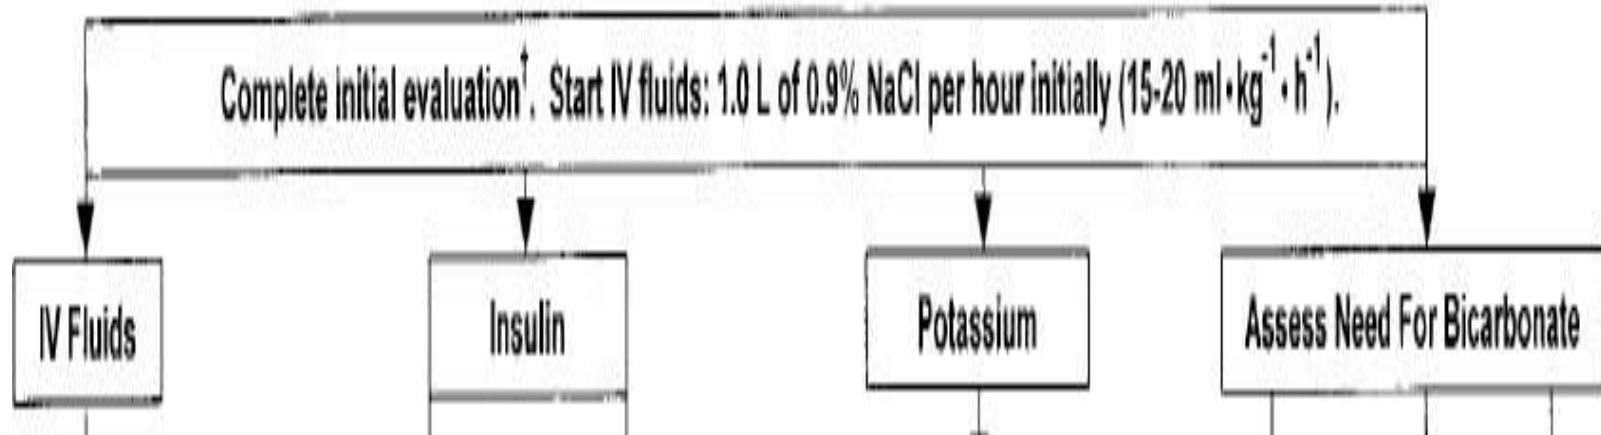 Complete initial evaluation†. Start IV fluids: 1.0 L of 0.9% NaCl per hour initially (15-20 ml•kg⁻¹•h⁻¹).
IV Fluids
Insulin
Potassium
Assess Need For Bicarbonate